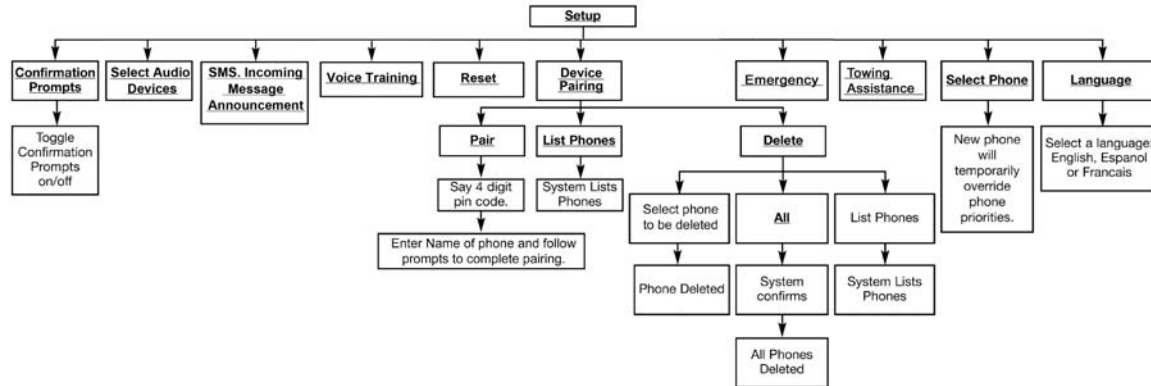 Setup
Confirmation
Prompts
Select Audio
Devices
SMS. Incoming
Message
Announcement
Voice Training
Reset
Device
Pairing
Emergency
Towing
Assistance
Select Phone
Language
Toggle
Confirmation
Prompts
on/off
Pair
List Phones
Delete
New phone
will
temporarily
override
phone
priorities.
Select a language:
English, Espanol
or Francais
Say 4 digit
pin code.
System Lists
Phones
Enter Name of phone and follow
prompts to complete pairing.
Select phone
to be deleted
All
List Phones
Phone Deleted
System
confirms
System Lists
Phones
All Phones
Deleted